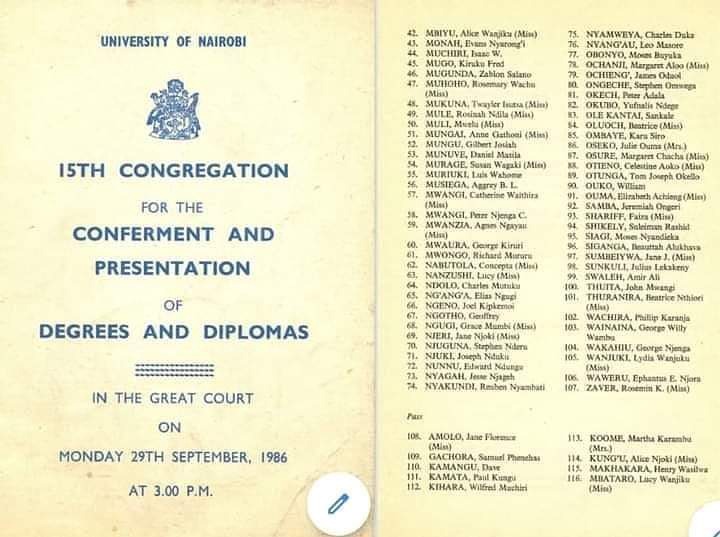 UNIVERSITY OF NAIROBI
15TH CONGREGATION
FOR THE
CONFERMENT AND
PRESENTATION
OF
DEGREES AND DIPLOMAS
IN THE GREAT COURT
ON
MONDAY 29TH SEPTEMBER, 1986
AT 3.00 P.M.
42. MBIYU, Alice Wanjiku (Miss)
43. MONAH, Evans Nyarong'i
44. MUCHIRI, Isaac W.
45. MUGO, Kiruku Fred
46. MUGUNDA, Zablon Salano
47. MUHOHO, Rosemary Wachu
(Miss)
48. MUKUNA, Twayler Isutsa (Miss)
49. MULE, Rosinah Ndila (Miss)
50. MULI, Mwelu (Miss)
51. MUNGAI, Anne Gathoni (Miss)
52. MUNGU, Gilbert Josiah
53. MUNUVE, Daniel Masila
54. MURAGE, Susan Wagaki (Miss)
55. MURIUKI, Luis Wahome
56. MUSIEGA, Aggrey B. L.
57. MWANGI, Catherine Waithira
(Miss)
58. MWANGI, Peter Njenga C.
59. MWANZIA, Agnes Ngayau
(Miss)
60. MWAURA, George Kiruri
61. MWONGO, Richard Mururu
62. NABUTOLA, Concepta (Miss)
63. NANZUSHI, Lucy (Miss)
64. NDOLO, Charles Mutuku
65. NG'ANG'A, Elias Ngugi
66. NGENO, Joel Kipkemoi
67. NGOTHO, Geoffrey
68. NGUGI, Grace Mumbi (Miss)
69. NJERI, Jane Njoki (Miss)
70. NJUGUNA, Stephen Nderu
71. NJUKI, Joseph Nduku
72. NUNNU, Edward Ndungu
73. NYAGAH, Jesse Njageh
74. NYAKUNDI, Reuben Nyambati
75. NYAMWEYA, Charles Duke
76. NYANG'AU, Leo Masore
77. OBONYO, Moses Buyuka
78. OCHANJI, Margaret Aloo (Miss)
79. OCHIENG', James Oduol
80. ONGECHE, Stephen Omwega
81. OKECH, Peter Adala
82. OKUBO, Yufnalis Ndege
83. OLE KANTAI, Sankale
84. OLUOCH, Beatrice (Miss)
85. OMBAYE, Kara Siro
86. OSEKO, Julie Ouma (Mrs.)
87. OSURE, Margaret Chacha (Miss)
88. OTIENO, Celestine Aoko (Miss)
89. OTUNGA, Tom Joseph Okello
90. OUKO, William
91. OUMA, Elizabeth Achieng (Miss)
92. SAMBA, Jeremiah Ongeri
93. SHARIFF, Faiza (Miss)
94. SHIKELY, Suleiman Rashid
95. SIAGI, Moses Nyandieka
96. SIGANGA, Beauttah Alukhava
97. SUMBEIYWA, Jane J. (Miss)
98. SUNKULI, Julius Lekakeny
99. SWALEH, Amir Ali
100. THUITA, John Mwangi
101. THURANIRA, Beatrice Nthiori
(Miss)
102. WACHIRA, Phillip Karanja
103. WAINAINA, George Willy
Wambu
104. WAKAHIU, George Njenga
105. WANJUKI, Lydia Wanjuku
(Miss)
106. WAWERU, Ephantus E. Njora
107. ZAVER, Rosemin K. (Miss)
Pass
108. AMOLO, Jane Florence
(Miss)
109. GACHORA, Samuel Phenehas
110. KAMANGU, Dave
111. KAMATA, Paul Kungu
112. KIHARA, Wilfred Muchiri
113. KOOME, Martha Karambu
(Mrs.)
114. KUNG'U, Alice Njoki (Miss)
115. MAKHAKARA, Henry Wasilwa
116. MBATARO, Lucy Wanjiku
(Miss)